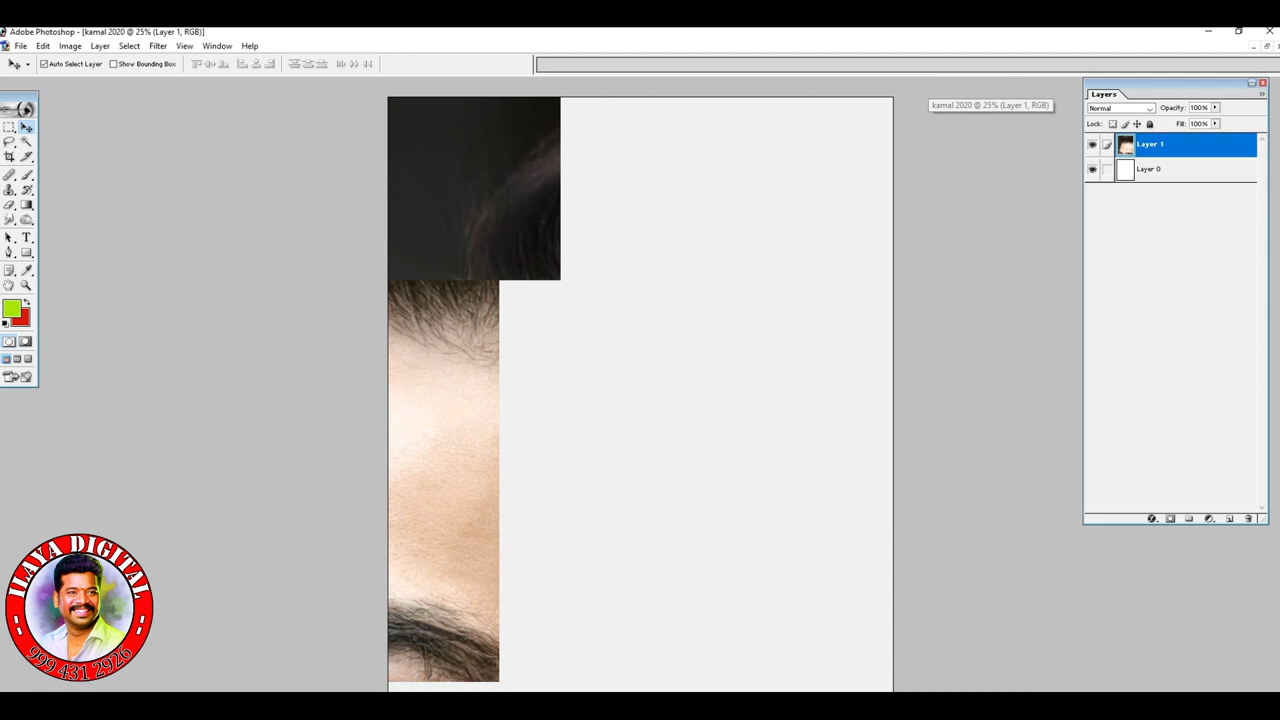 Adobe Photoshop - [kamal 2020 @ 25% (Layer 1, RGB)]
File Edit Image Layer Select Filter View Window Help
Auto Select Layer Show Bounding Box
kamal 2020 @ 25% (Layer 1, RGB)
Layers
Normal Opacity: 100%
Lock: Fill: 100%
Layer 1
Layer 0
ILAYA DIGITAL
999 431 2926